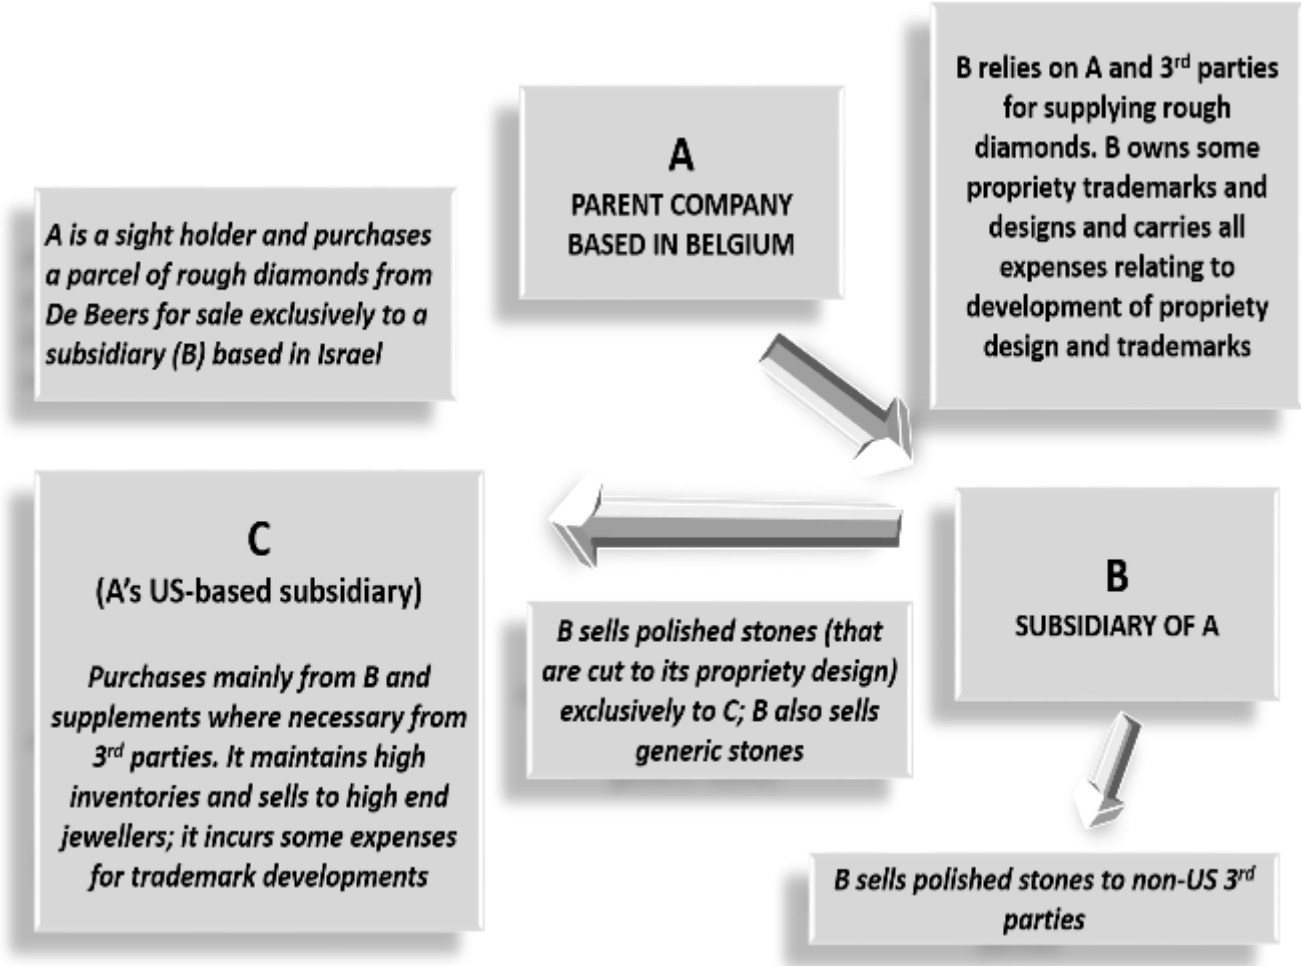 A
PARENT COMPANY
BASED IN BELGIUM
B relies on A and 3rd parties
for supplying rough
diamonds. B owns some
propriety trademarks and
designs and carries all
expenses relating to
development of propriety
design and trademarks
A is a sight holder and purchases
a parcel of rough diamonds from
De Beers for sale exclusively to a
subsidiary (B) based in Israel
C
(A's US-based subsidiary)
Purchases mainly from B and
supplements where necessary from
3rd parties. It maintains high
inventories and sells to high end
jewellers; it incurs some expenses
for trademark developments
B sells polished stones (that
are cut to its propriety design)
exclusively to C; B also sells
generic stones
B
SUBSIDIARY OF A
B sells polished stones to non-US 3rd
parties